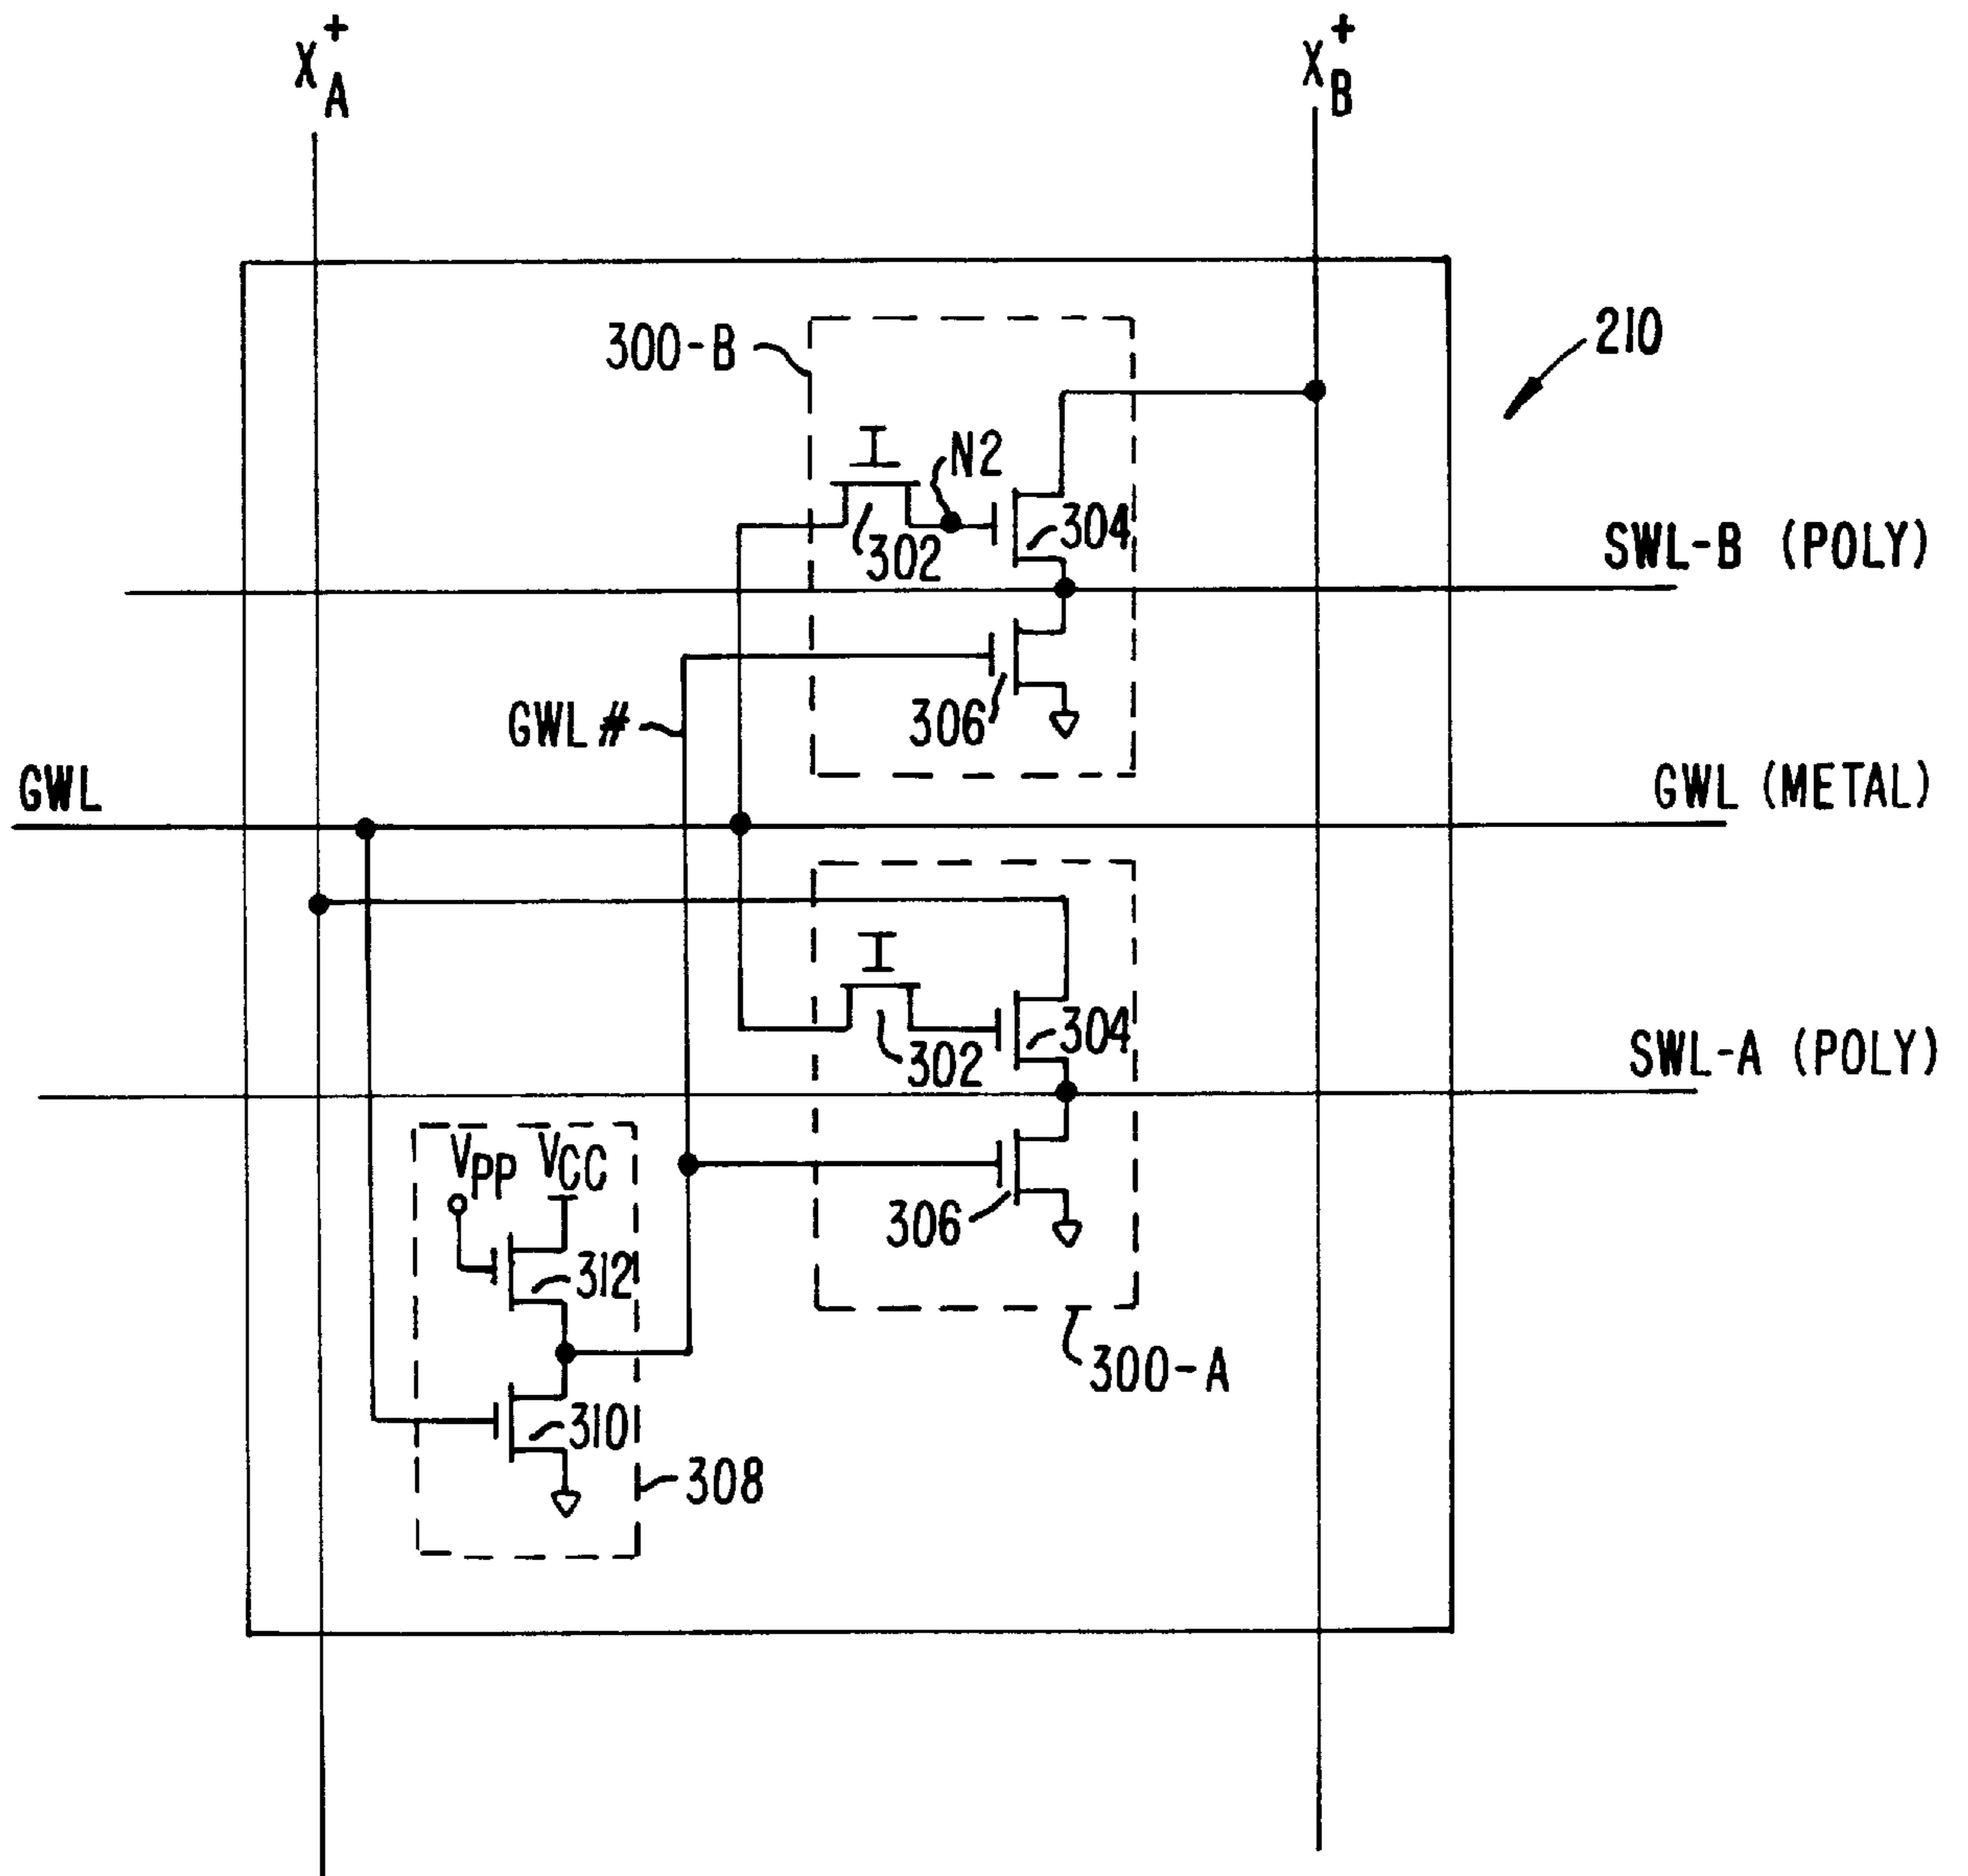 X+A
X+B
210
300-B
N2
304
302
SWL-B (POLY)
306
GWL#
GWL
GWL (METAL)
304
302
SWL-A (POLY)
VPP VCC
306
312
300-A
310
308